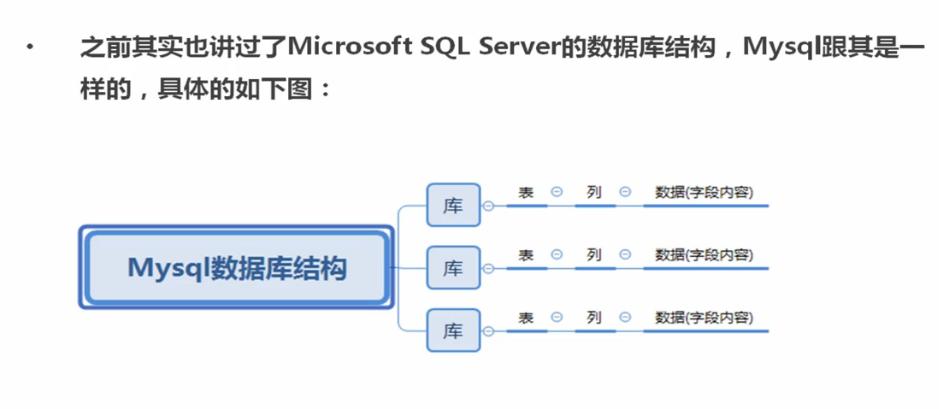 之前其实也讲过了Microsoft SQL Server的数据库结构，Mysql跟其是一
样的，具体的如下图：
库 表 列 数据(字段内容)
Mysql数据库结构 库 表 列 数据(字段内容)
库 表 列 数据(字段内容)